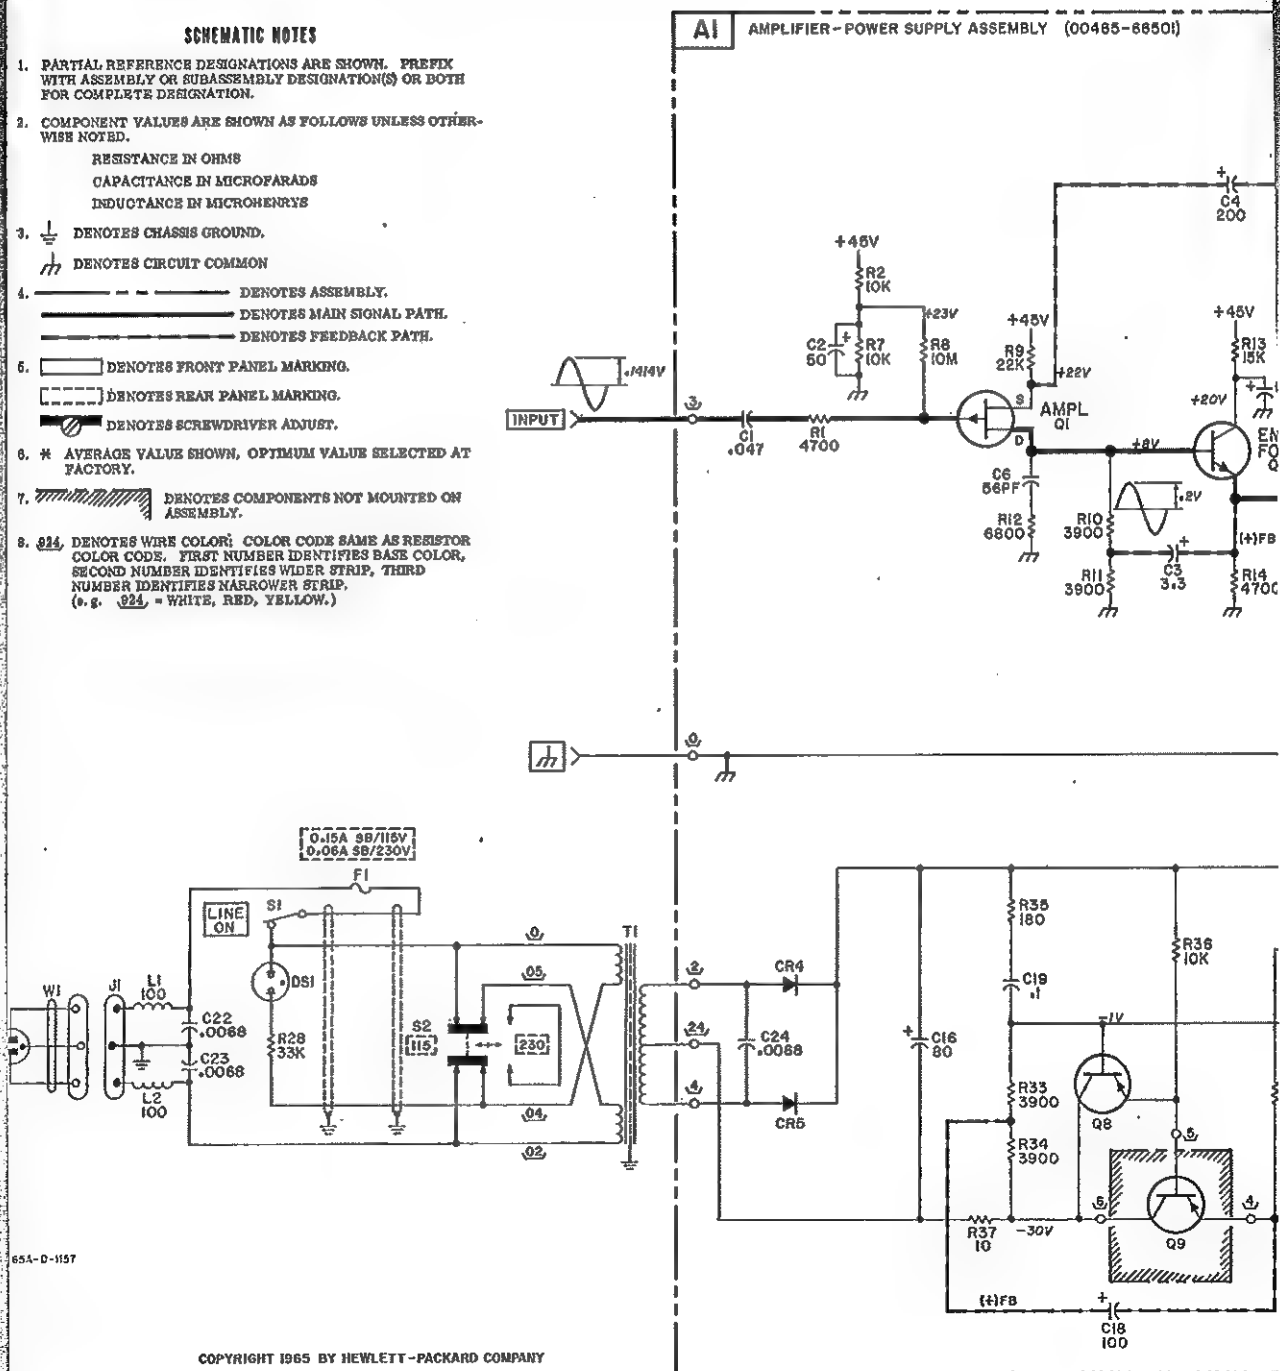 SCHEMATIC NOTES
1. PARTIAL REFERENCE DESIGNATIONS ARE SHOWN. PREFIX
WITH ASSEMBLY OR SUBASSEMBLY DESIGNATION(S) OR BOTH
FOR COMPLETE DESIGNATION.
2. COMPONENT VALUES ARE SHOWN AS FOLLOWS UNLESS OTHER-
WISE NOTED.
RESISTANCE IN OHMS
CAPACITANCE IN MICROFARADS
INDUCTANCE IN MICROHENRYS
3. DENOTES CHASSIS GROUND.
DENOTES CIRCUIT COMMON
4. DENOTES ASSEMBLY.
DENOTES MAIN SIGNAL PATH.
DENOTES FEEDBACK PATH.
5. DENOTES FRONT PANEL MARKING.
DENOTES REAR PANEL MARKING.
DENOTES SCREWDRIVER ADJUST.
6. * AVERAGE VALUE SHOWN, OPTIMUM VALUE SELECTED AT
FACTORY.
7. DENOTES COMPONENTS NOT MOUNTED ON
ASSEMBLY.
8. 924 DENOTES WIRE COLOR; COLOR CODE SAME AS RESISTOR
COLOR CODE. FIRST NUMBER IDENTIFIES BASE COLOR,
SECOND NUMBER IDENTIFIES WIDER STRIP, THIRD
NUMBER IDENTIFIES NARROWER STRIP.
(e.g. 924 = WHITE, RED, YELLOW.)
A1 AMPLIFIER-POWER SUPPLY ASSEMBLY (00465-66501)
+
C4
200
+45V
R2
10K
+23V
C2
50
+
R7
10K
R8
10M
+45V
R9
22K
+22V
+45V
R13
15K
+
+20V
.1414V
INPUT
3
C1
.047
R1
4700
S
D
AMPL
Q1
+8V
EN
FO
Q
C6
56PF
R12
6800
R10
3900
.2V
(+)FB
R11
3900
+
C3
3.3
R14
470
0
0.15A SB/115V
0.06A SB/230V
F1
LINE
ON
S1
DS1
R28
33K
W1
J1
L1
100
C22
.0068
C23
.0068
L2
100
S2
115
230
0
05
04
02
T1
2
24
4
CR4
C24
.0068
CR5
+
C16
80
R35
180
C19
.1
-1V
R36
10K
R33
3900
R34
3900
Q8
5
6
4
Q9
R37
10
-30V
(+)FB
+
C18
100
65A-D-1157
COPYRIGHT 1965 BY HEWLETT-PACKARD COMPANY